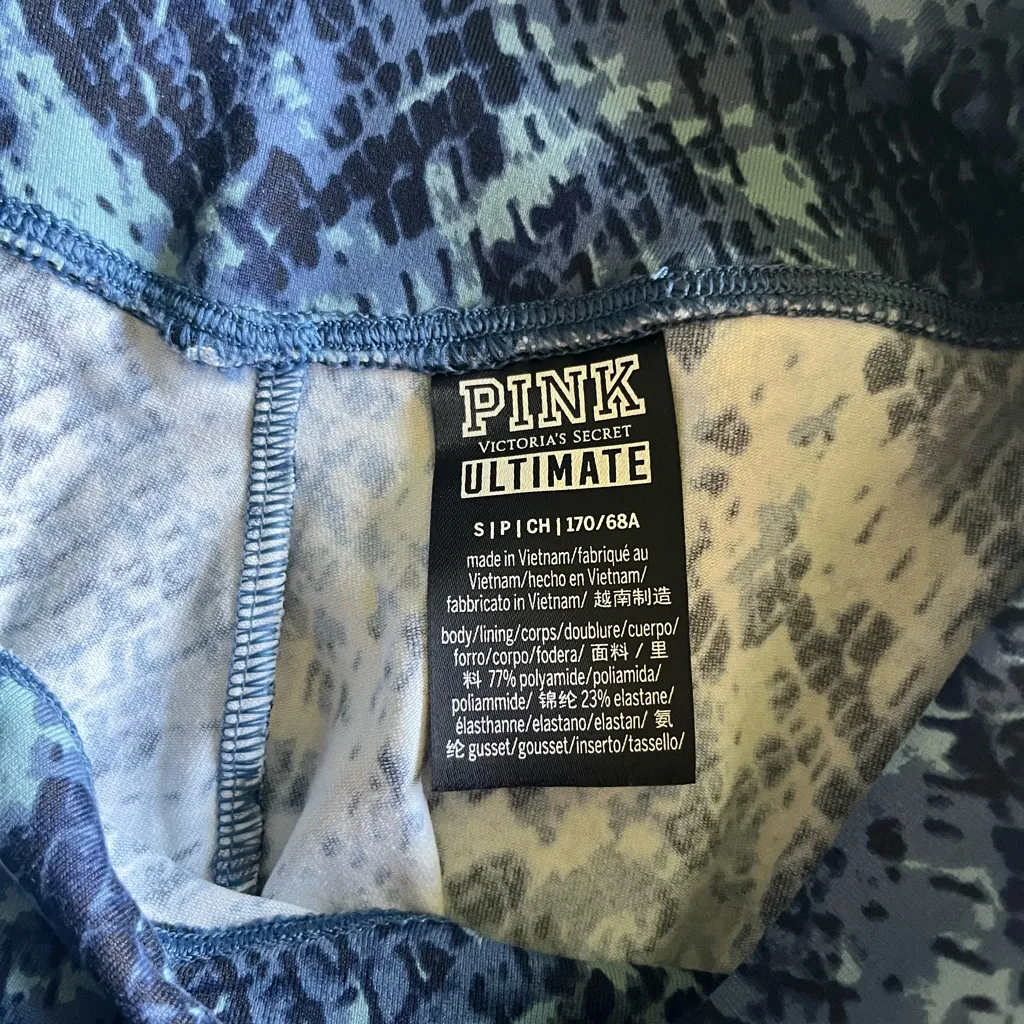 PINK
VICTORIA'S SECRET
ULTIMATE
S | P | CH | 170/68A
made in Vietnam/fabriqué au
Vietnam/hecho en Vietnam/
fabbricato in Vietnam/ 越南制造
body/lining/corps/doublure/cuerpo/
forro/corpo/fodera/ 面料 / 里
料 77% polyamide/poliamida/
poliammide/ 锦纶 23% elastane/
élasthanne/elastano/elastan/ 氨
纶 gusset/gousset/inserto/tassello/